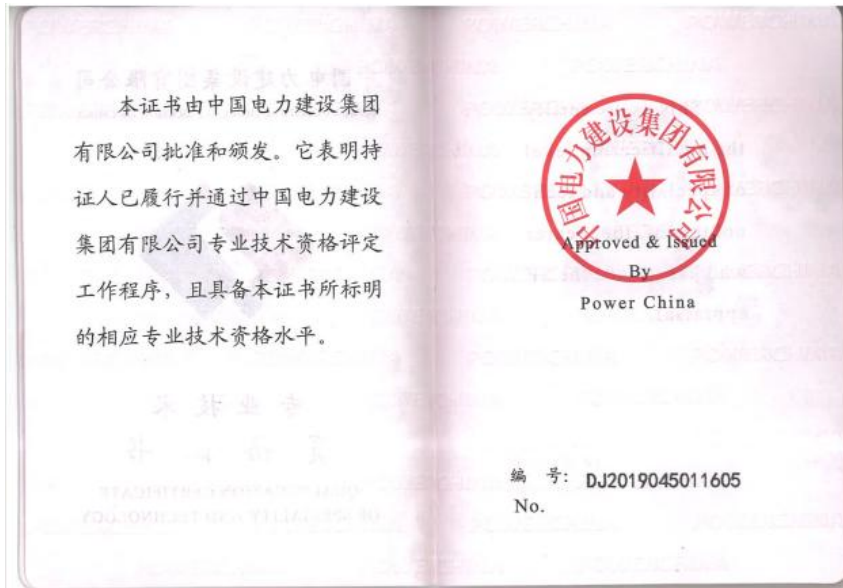 本证书由中国电力建设集团
有限公司批准和颁发。它表明持
证人已履行并通过中国电力建设
集团有限公司专业技术资格评定
工作程序，且具备本证书所标明
的相应专业技术资格水平。
中国电力建设集团有限公司
Approved & Issued
By
Power China
编 号: DJ2019045011605
No.